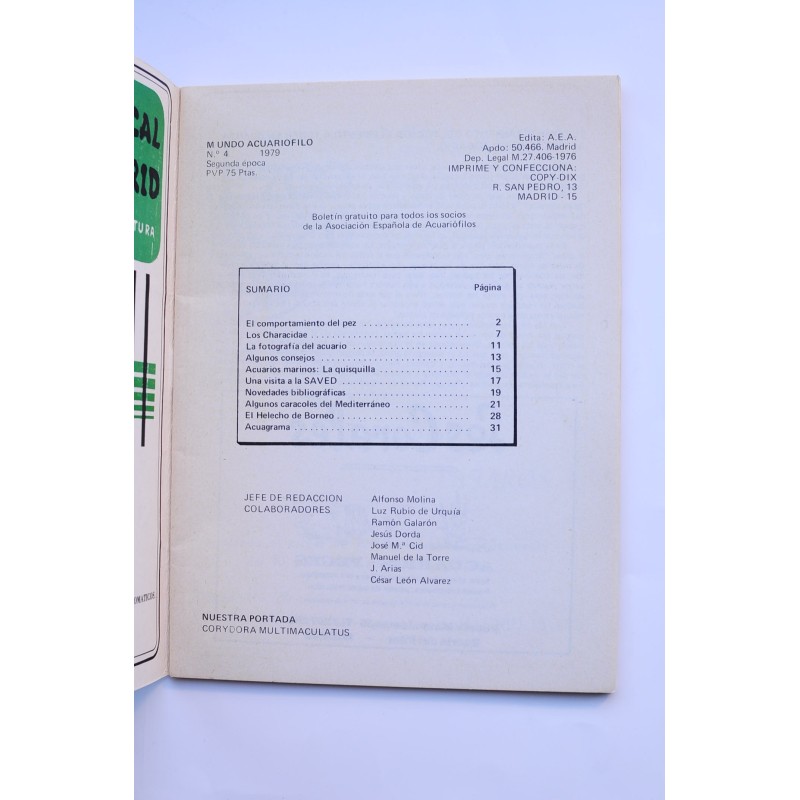 CAL
RID
TURA
OMATICOS
M UNDO ACUARIOFILO
N.º 4 1979
Segunda época
PVP 75 Ptas.
Edita: A.E.A.
Apdo: 50.466. Madrid
Dep. Legal M.27.406-1976
IMPRIME Y CONFECCIONA:
COPY-DIX
R. SAN PEDRO, 13
MADRID - 15
Boletín gratuito para todos los socios
de la Asociación Española de Acuariófilos
SUMARIO Página
El comportamiento del pez .................... 2
Los Characidae .............................. 7
La fotografía del acuario ...................... 11
Algunos consejos ............................ 13
Acuarios marinos: La quisquilla ................. 15
Una visita a la SAVED ........................ 17
Novedades bibliográficas ...................... 19
Algunos caracoles del Mediterráneo .............. 21
El Helecho de Borneo ......................... 28
Acuagrama ................................. 31
JEFE DE REDACCION Alfonso Molina
COLABORADORES Luz Rubio de Urquía
Ramón Galarón
Jesús Dorda
José M.ª Cid
Manuel de la Torre
J. Arias
César León Alvarez
NUESTRA PORTADA
CORYDORA MULTIMACULATUS